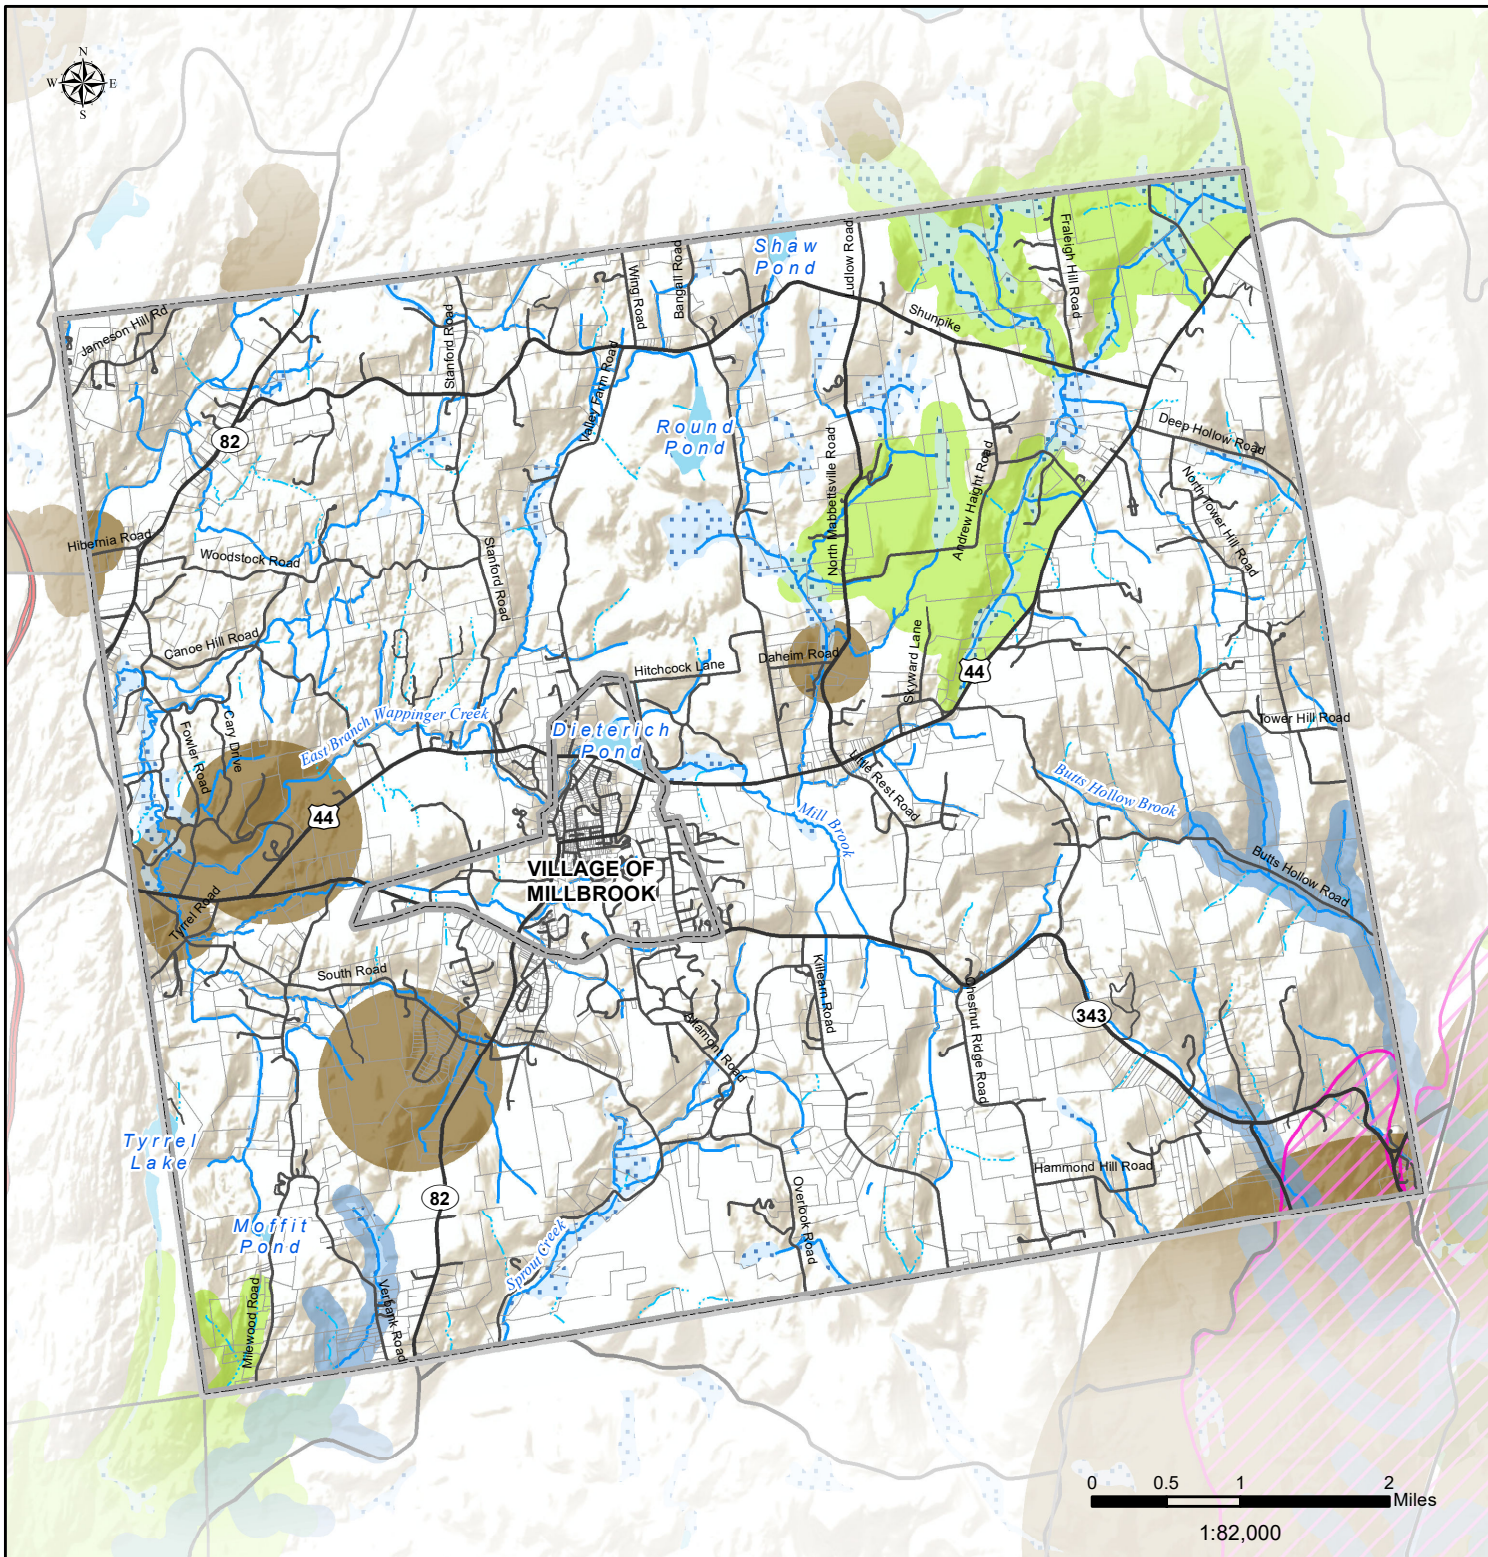 N
W E
S
Shaw
Pond
Ludlow Road
Fraleigh Hill Road
Wing Road
Bangall Road
Shunpike
Jameson Hill Rd
Stanford Road
Valley Farm Road
82
Round
Pond
Deep Hollow Road
North Mabbettsville Road
Andrew Haight Road
North Tower Hill Road
Hibernia Road
Woodstock Road
Stanford Road
Canoe Hill Road
Hitchcock Lane
Daheim Road
Skyward Lane
44
Fowler Road
Cary Drive
East Branch Wappinger Creek
Dieterich
Pond
Tower Hill Road
Little Rest Road
Butts Hollow Brook
44
Mill Brook
VILLAGE OF
MILLBROOK
Butts Hollow Road
Tyrrel Road
South Road
Killearn Road
Chestnut Ridge Road
343
Altamont Road
Tyrrel
Lake
82
Hammond Hill Road
Overlook Road
Moffit
Pond
Sprout Creek
Milewood Road
Verbank Road
0 0.5 1 2
Miles
1:82,000